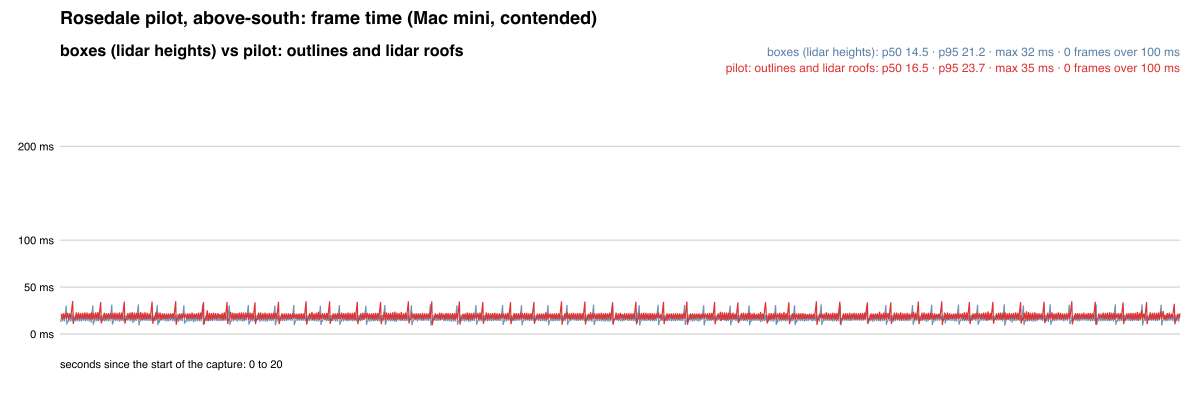 Rosedale pilot, above-south: frame time (Mac mini, contended)
boxes (lidar heights) vs pilot: outlines and lidar roofs
boxes (lidar heights): p50 14.5 · p95 21.2 · max 32 ms · 0 frames over 100 ms
pilot: outlines and lidar roofs: p50 16.5 · p95 23.7 · max 35 ms · 0 frames over 100 ms
200 ms
100 ms
50 ms
0 ms
seconds since the start of the capture: 0 to 20